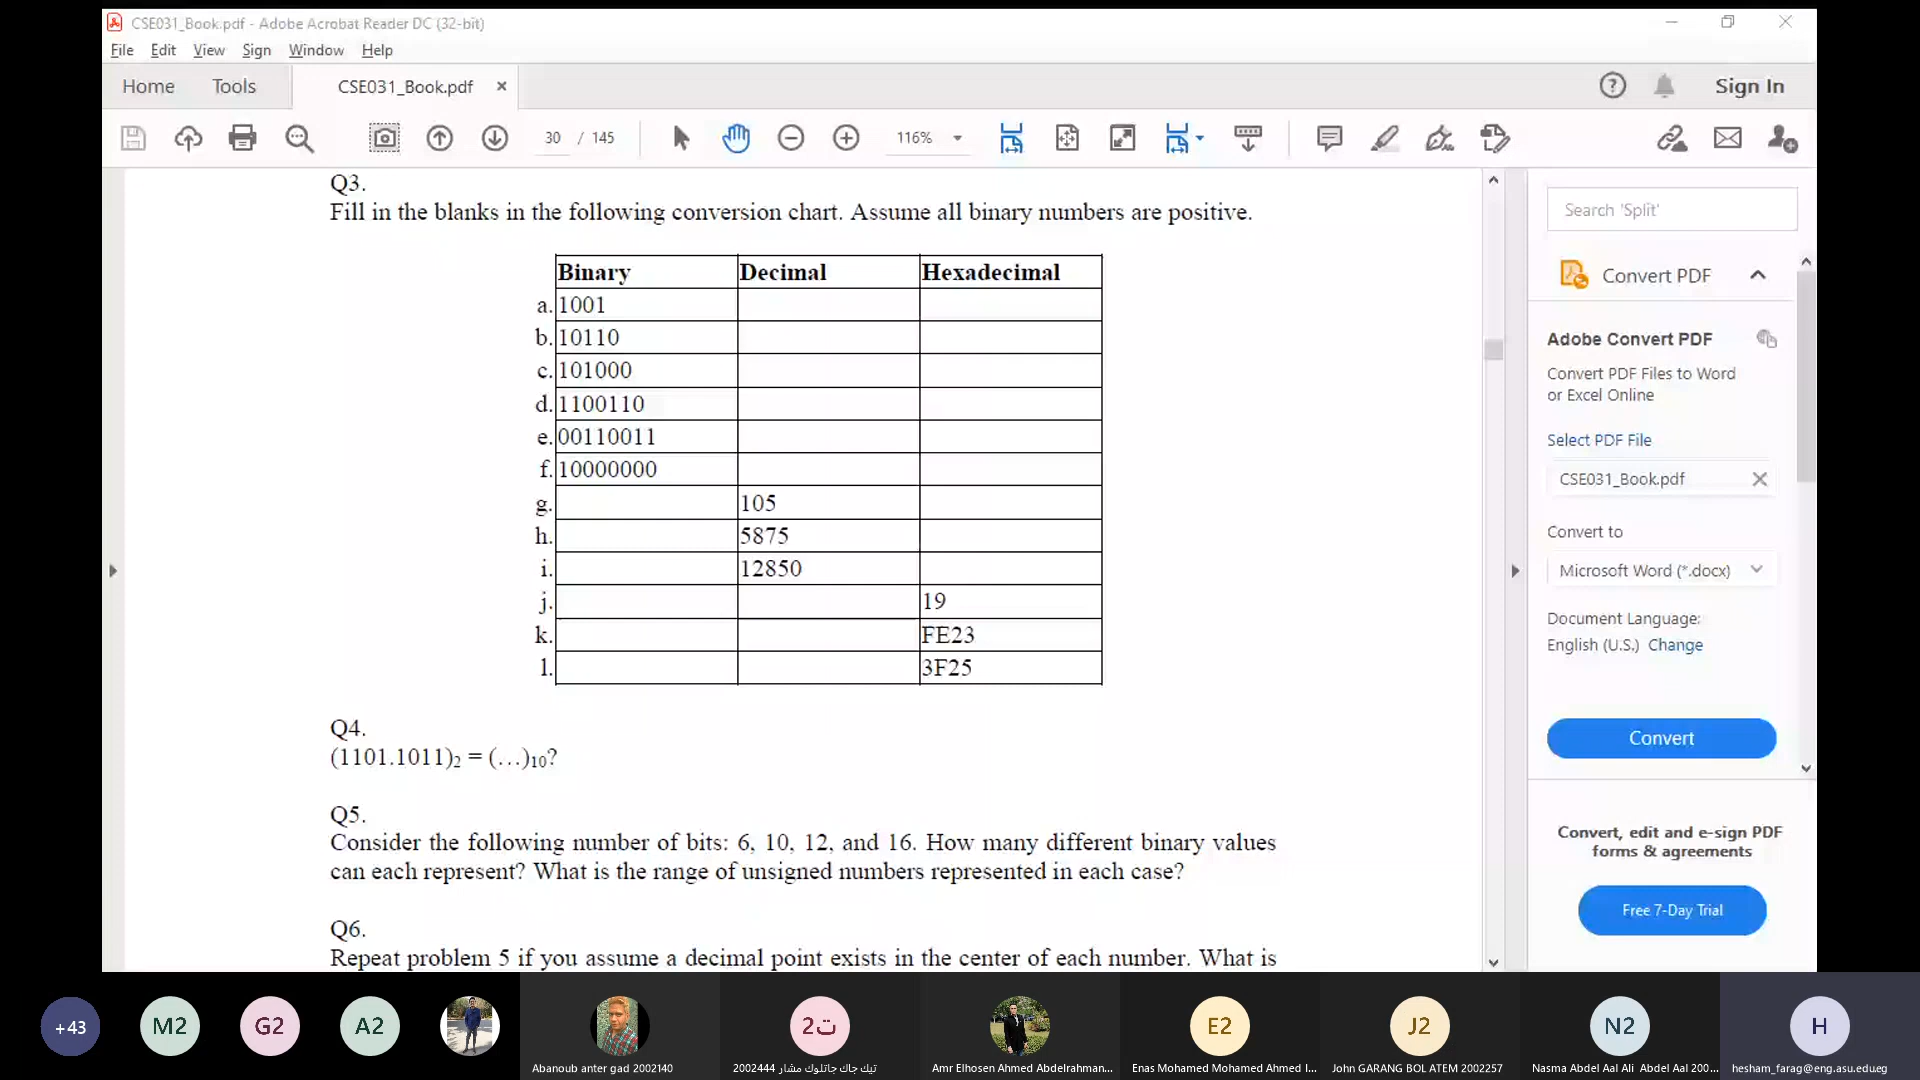 CSE031_Book.pdf - Adobe Acrobat Reader DC (32-bit)
File Edit View Sign Window Help
Home Tools CSE031_Book.pdf × Sign In
30 / 145 116%
Q3.
Fill in the blanks in the following conversion chart. Assume all binary numbers are positive.
Binary Decimal Hexadecimal
a. 1001
b. 10110
c. 101000
d. 1100110
e. 00110011
f. 10000000
g. 105
h. 5875
i. 12850
j. 19
k. FE23
l. 3F25
Q4.
(1101.1011)₂ = (…)₁₀?
Q5.
Consider the following number of bits: 6, 10, 12, and 16. How many different binary values
can each represent? What is the range of unsigned numbers represented in each case?
Q6.
Repeat problem 5 if you assume a decimal point exists in the center of each number. What is
Search 'Split'
Convert PDF
Adobe Convert PDF
Convert PDF Files to Word
or Excel Online
Select PDF File
CSE031_Book.pdf
Convert to
Microsoft Word (*.docx)
Document Language:
English (U.S.) Change
Convert
Convert, edit and e-sign PDF
forms & agreements
Free 7-Day Trial
+43 M2 G2 A2 ت2 E2 J2 N2 H
Abanoub anter gad 2002140
تيك جاك جاتلوك مشار 2002444
Amr Elhosen Ahmed Abdelrahman...
Enas Mohamed Mohamed Ahmed I...
John GARANG BOL ATEM 2002257
Nasma Abdel Aal Ali Abdel Aal 200...
hesham_farag@eng.asu.edu.eg